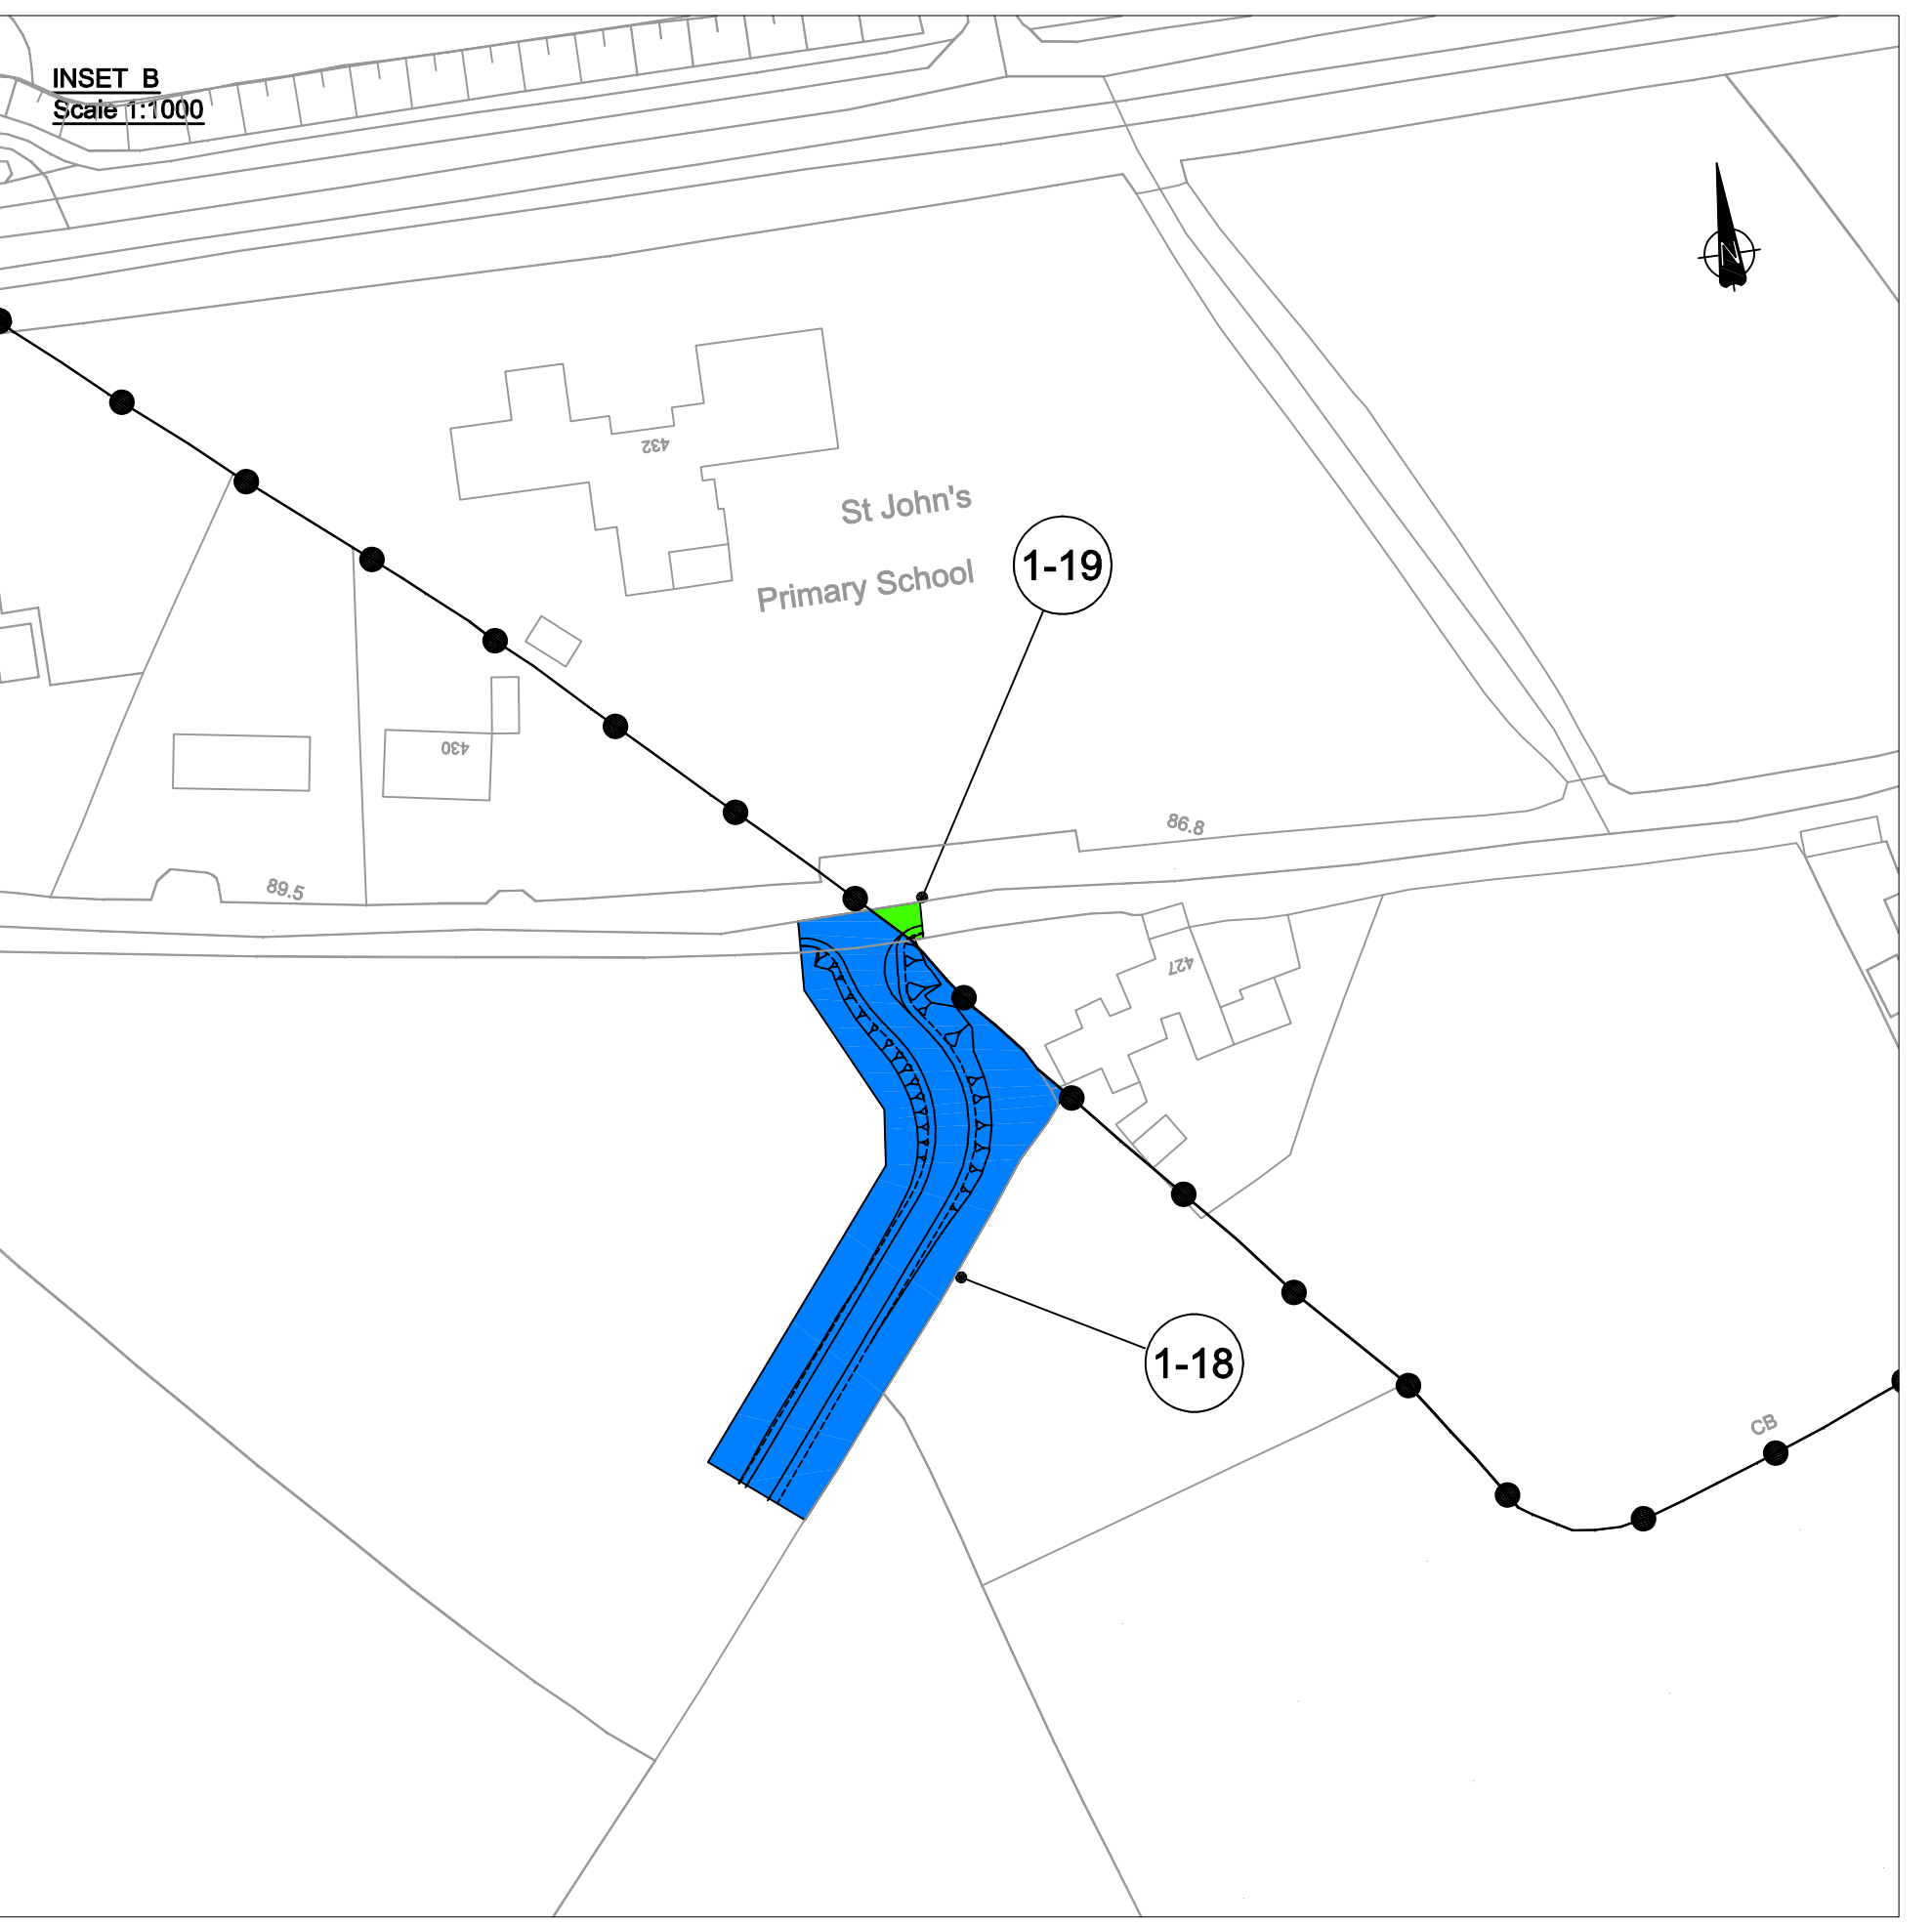 INSET B
Scale 1:1000
N
432
St John's
1-19
Primary School
430
86.8
89.5
427
1-18
CB